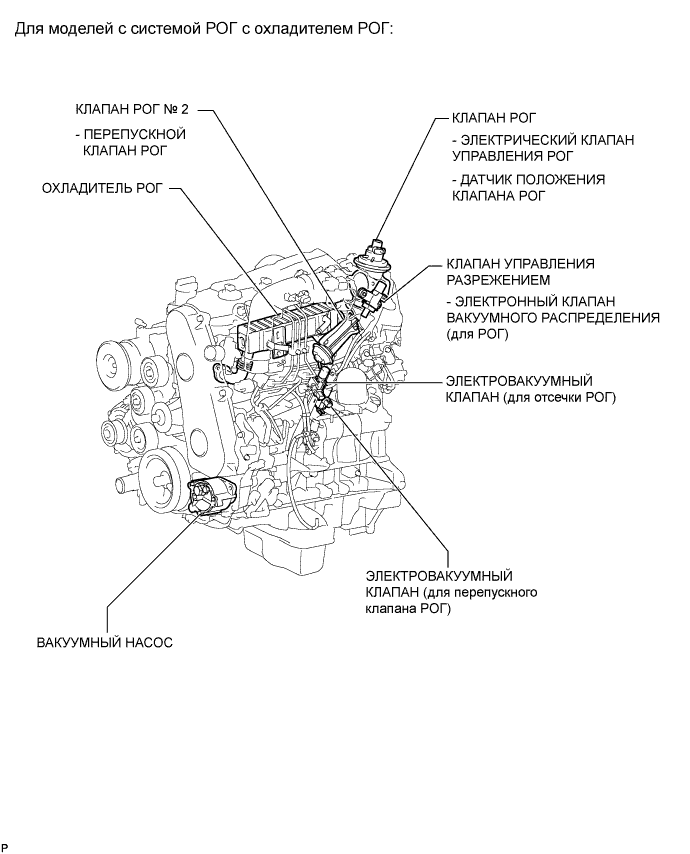 Для моделей с системой РОГ с охладителем РОГ:
КЛАПАН РОГ № 2
- ПЕРЕПУСКНОЙ
КЛАПАН РОГ
ОХЛАДИТЕЛЬ РОГ
КЛАПАН РОГ
- ЭЛЕКТРИЧЕСКИЙ КЛАПАН
УПРАВЛЕНИЯ РОГ
- ДАТЧИК ПОЛОЖЕНИЯ
КЛАПАНА РОГ
КЛАПАН УПРАВЛЕНИЯ
РАЗРЕЖЕНИЕМ
- ЭЛЕКТРОННЫЙ КЛАПАН
ВАКУУМНОГО РАСПРЕДЕЛЕНИЯ
(для РОГ)
ЭЛЕКТРОВАКУУМНЫЙ
КЛАПАН (для отсечки РОГ)
ЭЛЕКТРОВАКУУМНЫЙ
КЛАПАН (для перепускного
клапана РОГ)
ВАКУУМНЫЙ НАСОС
P